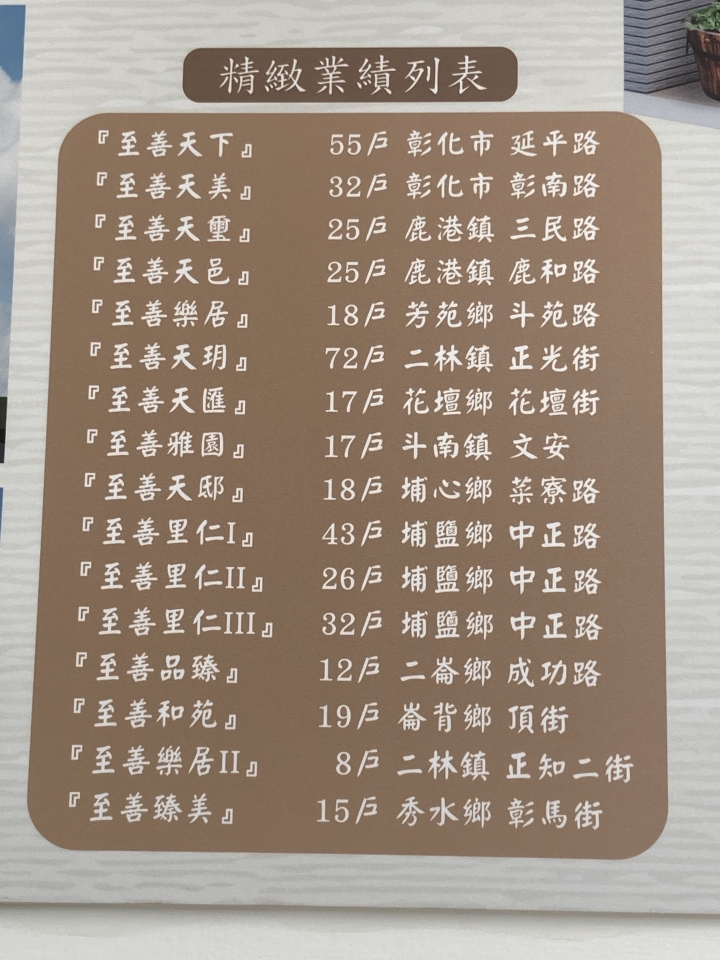 精緻業績列表
『至善天下』 55戶 彰化市 延平路
『至善天美』 32戶 彰化市 彰南路
『至善天璽』 25戶 鹿港鎮 三民路
『至善天邑』 25戶 鹿港鎮 鹿和路
『至善樂居』 18戶 芳苑鄉 斗苑路
『至善天玥』 72戶 二林鎮 正光街
『至善天匯』 17戶 花壇鄉 花壇街
『至善雅園』 17戶 斗南鎮 文安
『至善天邸』 18戶 埔心鄉 菜寮路
『至善里仁I』 43戶 埔鹽鄉 中正路
『至善里仁II』 26戶 埔鹽鄉 中正路
『至善里仁III』 32戶 埔鹽鄉 中正路
『至善品臻』 12戶 二崙鄉 成功路
『至善和苑』 19戶 崙背鄉 頂街
『至善樂居II』 8戶 二林鎮 正知二街
『至善臻美』 15戶 秀水鄉 彰馬街